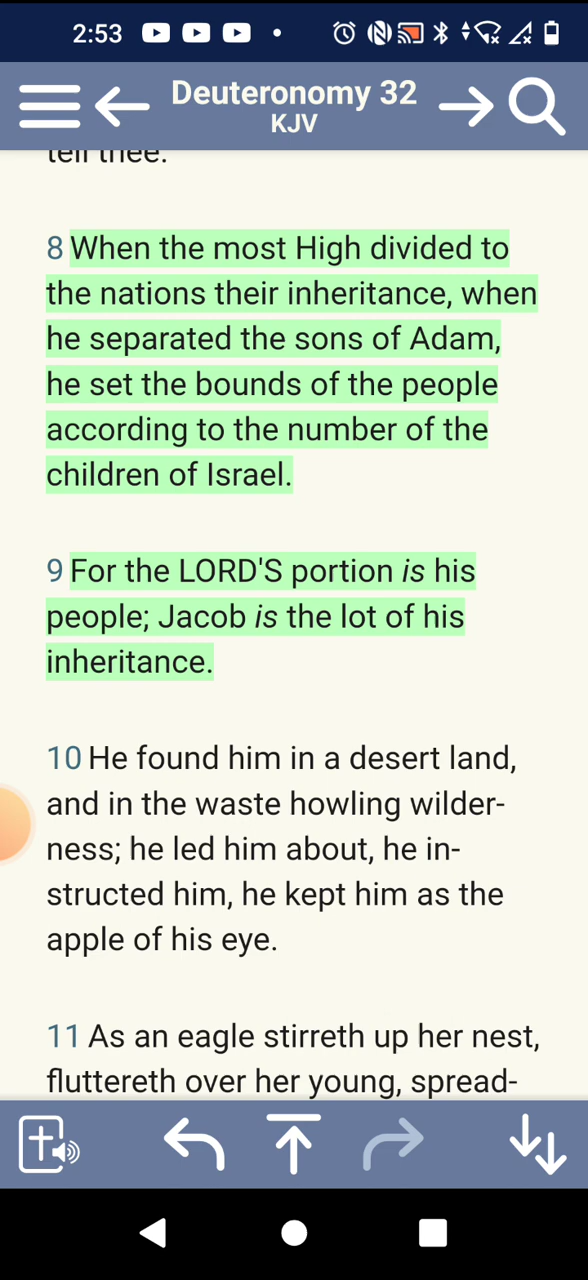 2:53
Deuteronomy 32
KJV
tell thee.
8 When the most High divided to
the nations their inheritance, when
he separated the sons of Adam,
he set the bounds of the people
according to the number of the
children of Israel.
9 For the LORD'S portion is his
people; Jacob is the lot of his
inheritance.
10 He found him in a desert land,
and in the waste howling wilder-
ness; he led him about, he in-
structed him, he kept him as the
apple of his eye.
11 As an eagle stirreth up her nest,
fluttereth over her young, spread-